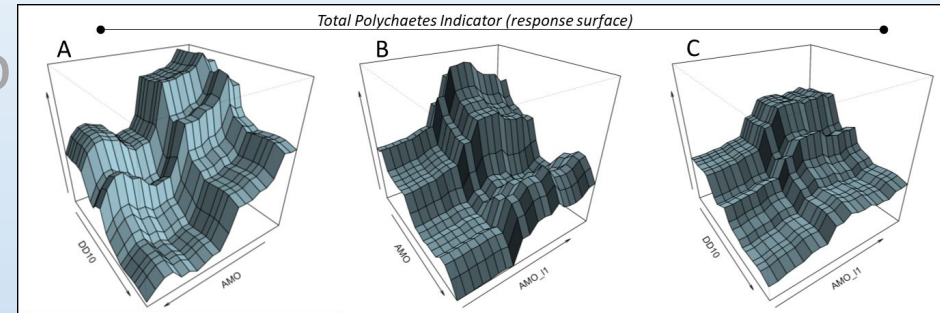 Total Polychaetes Indicator (response surface)
A
B
C
DD10
AMO
AMO
AMO_l1
DD10
AMO_l1